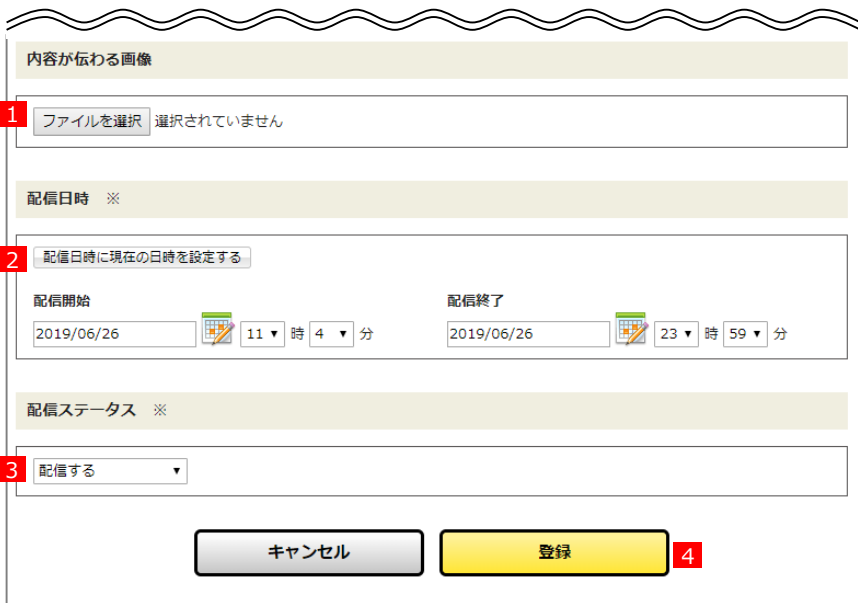 内容が伝わる画像
1 ファイルを選択 選択されていません
配信日時 ※
2 配信日時に現在の日時を設定する
配信開始 配信終了
2019/06/26 11 時 4 分 2019/06/26 23 時 59 分
配信ステータス ※
3 配信する
キャンセル 登録 4